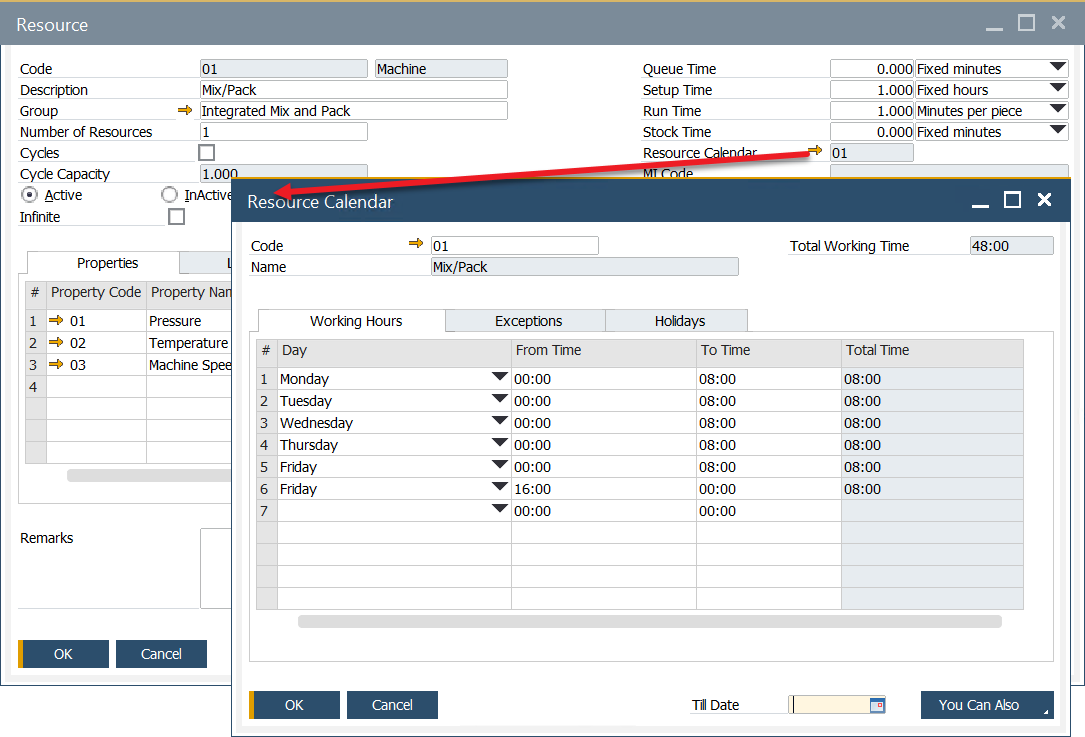 Resource
Code 01 Machine
Description Mix/Pack
Group Integrated Mix and Pack
Number of Resources 1
Cycles
Cycle Capacity 1.000
Active InActive
Infinite
Queue Time 0.000 Fixed minutes
Setup Time 1.000 Fixed hours
Run Time 1.000 Minutes per piece
Stock Time 0.000 Fixed minutes
Resource Calendar 01
MI Code
Properties L
# Property Code Property Nam
1 01 Pressure
2 02 Temperature
3 03 Machine Spee
4
Remarks
OK Cancel
Resource Calendar
Code 01 Total Working Time 48:00
Name Mix/Pack
Working Hours Exceptions Holidays
# Day From Time To Time Total Time
1 Monday 00:00 08:00 08:00
2 Tuesday 00:00 08:00 08:00
3 Wednesday 00:00 08:00 08:00
4 Thursday 00:00 08:00 08:00
5 Friday 00:00 08:00 08:00
6 Friday 16:00 00:00 08:00
7 00:00 00:00
OK Cancel Till Date You Can Also